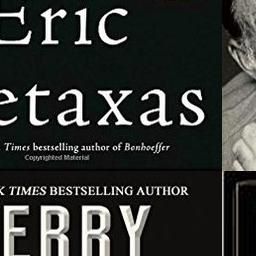 Eric
etaxas
Times bestselling author of Bonhoeffer
Copyrighted Material
K TIMES BESTSELLING AUTHOR
ERRY